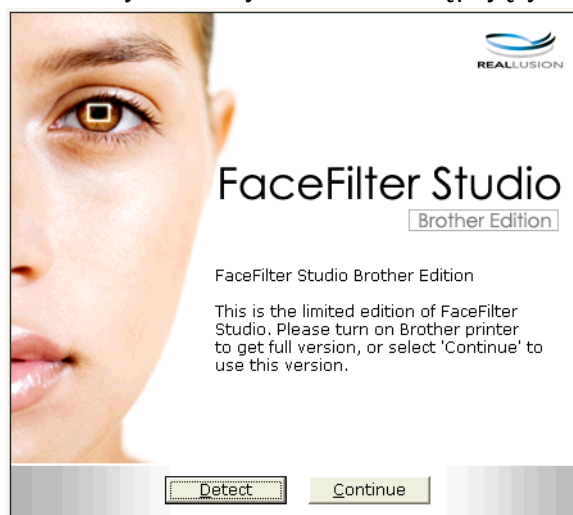 REALLUSION
FaceFilter Studio
Brother Edition
FaceFilter Studio Brother Edition
This is the limited edition of FaceFilter
Studio. Please turn on Brother printer
to get full version, or select 'Continue' to
use this version.
Detect
Continue